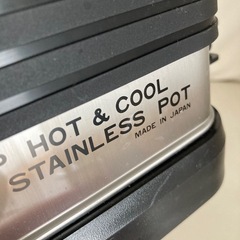 HOT & COOL
STAINLESS POT
MADE IN JAPAN